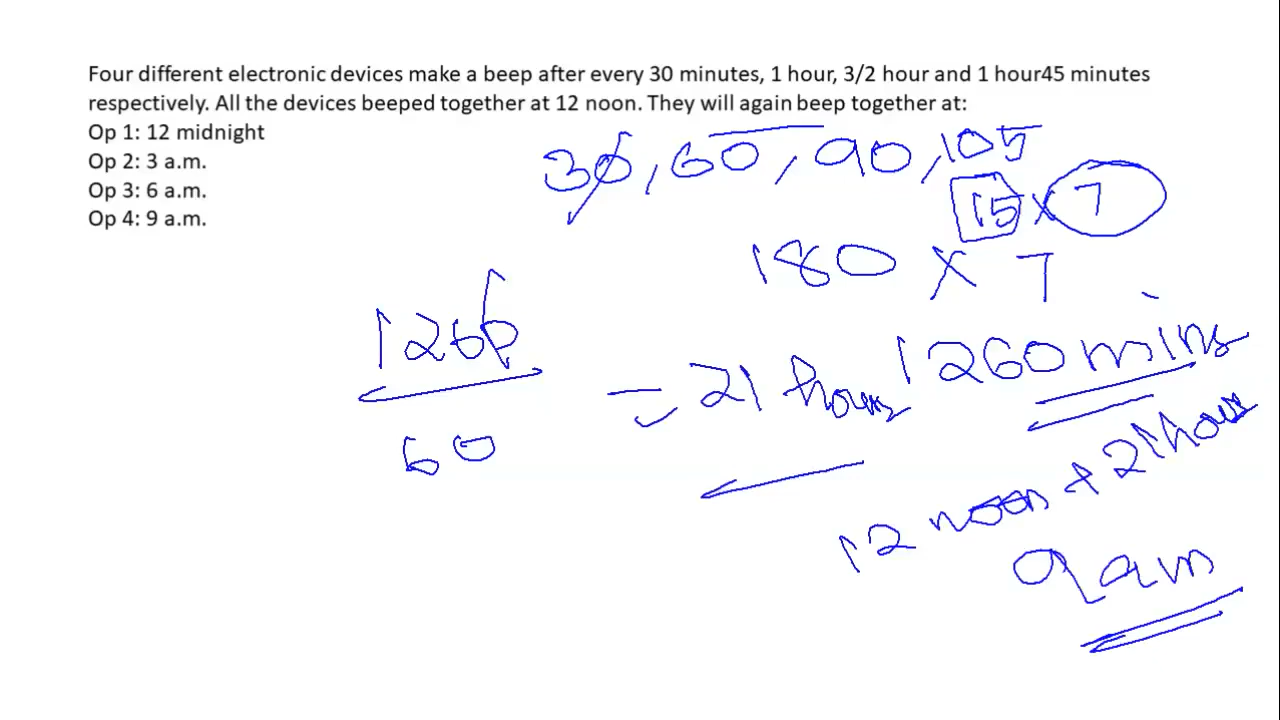 Four different electronic devices make a beep after every 30 minutes, 1 hour, 3/2 hour and 1 hour45 minutes
respectively. All the devices beeped together at 12 noon. They will again beep together at:
Op 1: 12 midnight
Op 2: 3 a.m.
Op 3: 6 a.m.
Op 4: 9 a.m.
30, 60, 90, 105
15 x 7
180 x 7
1260 mins
1260
60
= 21 hours
12 noon + 21 hour
9 am